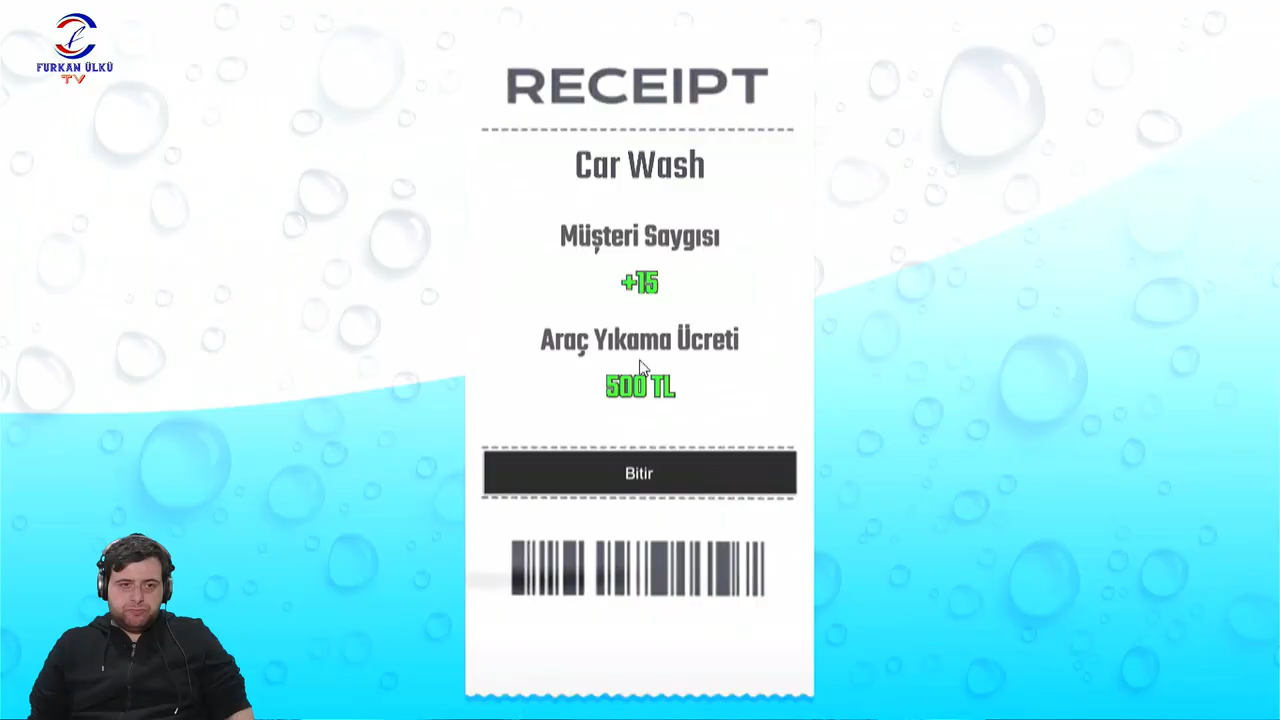 FURKAN ÜLKÜ
TV
RECEIPT
Car Wash
Müşteri Saygısı
+15
Araç Yıkama Ücreti
500 TL
Bitir